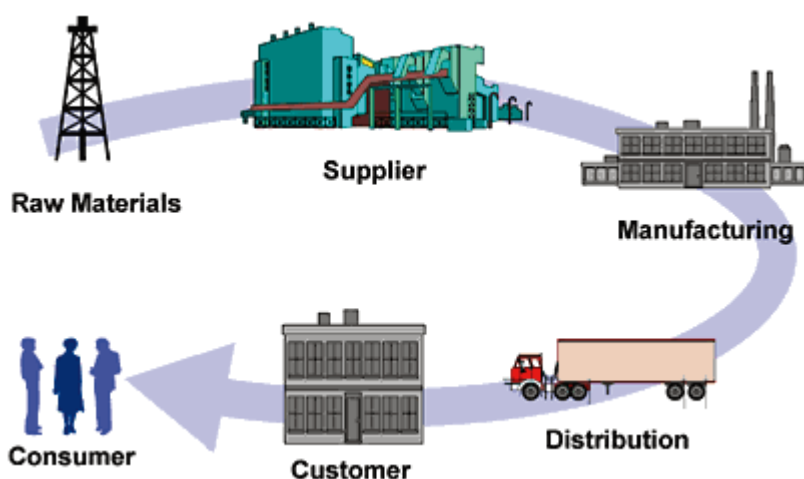 Raw Materials
Supplier
Manufacturing
Distribution
Customer
Consumer